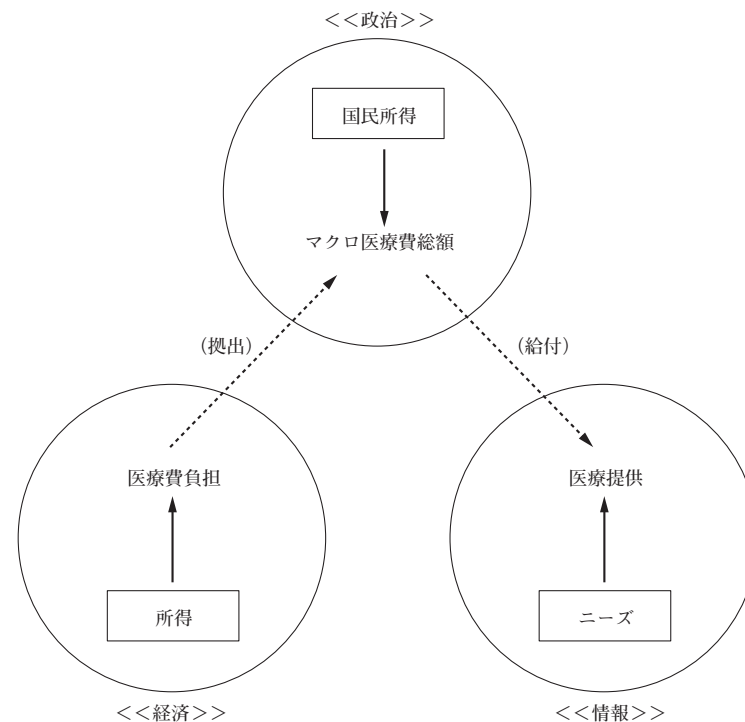 <<政治>>
国民所得
マクロ医療費総額
(拠出)
(給付)
医療費負担
医療提供
所得
ニーズ
<<経済>>
<<情報>>